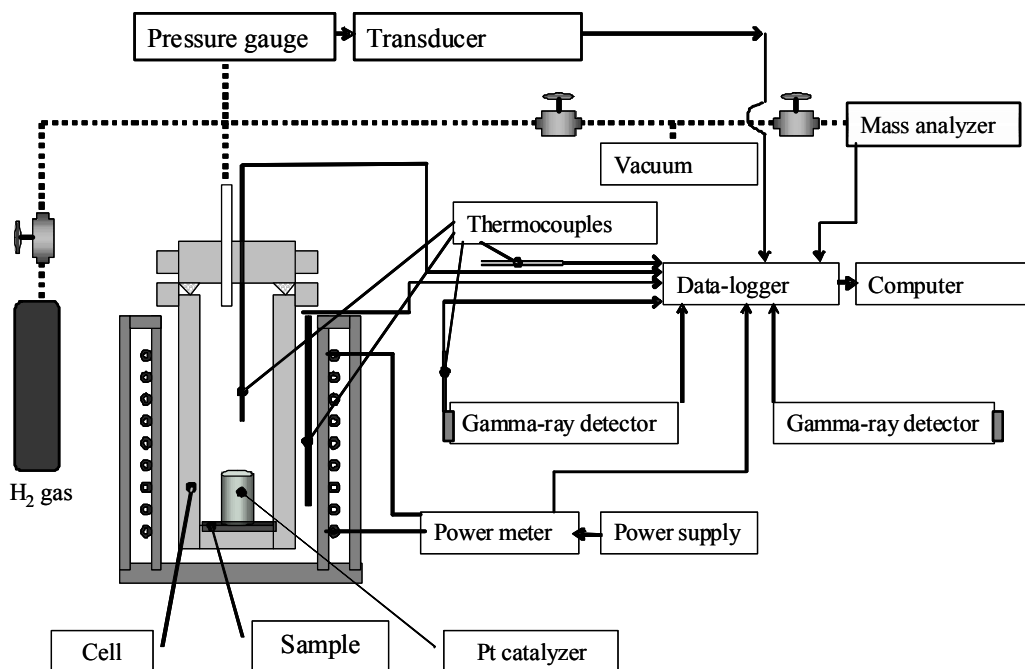 Pressure gauge
Transducer
Mass analyzer
Vacuum
Thermocouples
Data-logger
Computer
Gamma-ray detector
Gamma-ray detector
H₂ gas
Power meter
Power supply
Cell
Sample
Pt catalyzer